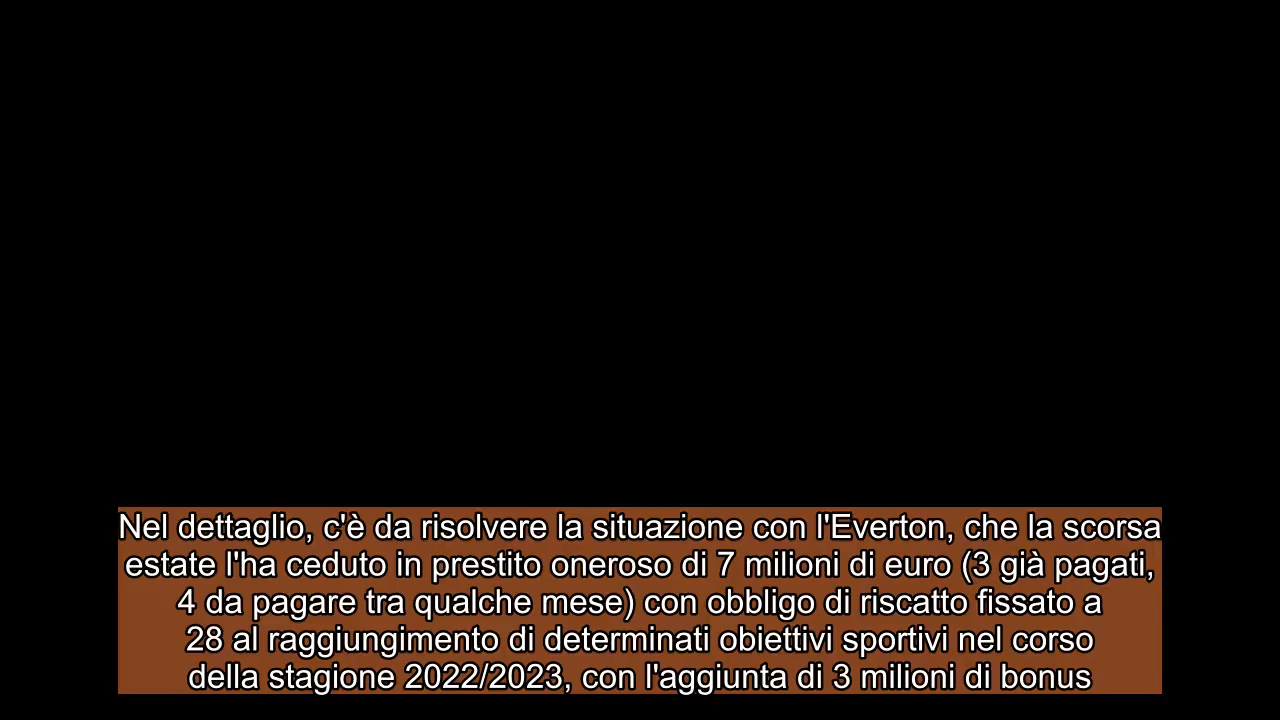 Nel dettaglio, c'è da risolvere la situazione con l'Everton, che la scorsa
estate l'ha ceduto in prestito oneroso di 7 milioni di euro (3 già pagati,
4 da pagare tra qualche mese) con obbligo di riscatto fissato a
28 al raggiungimento di determinati obiettivi sportivi nel corso
della stagione 2022/2023, con l'aggiunta di 3 milioni di bonus